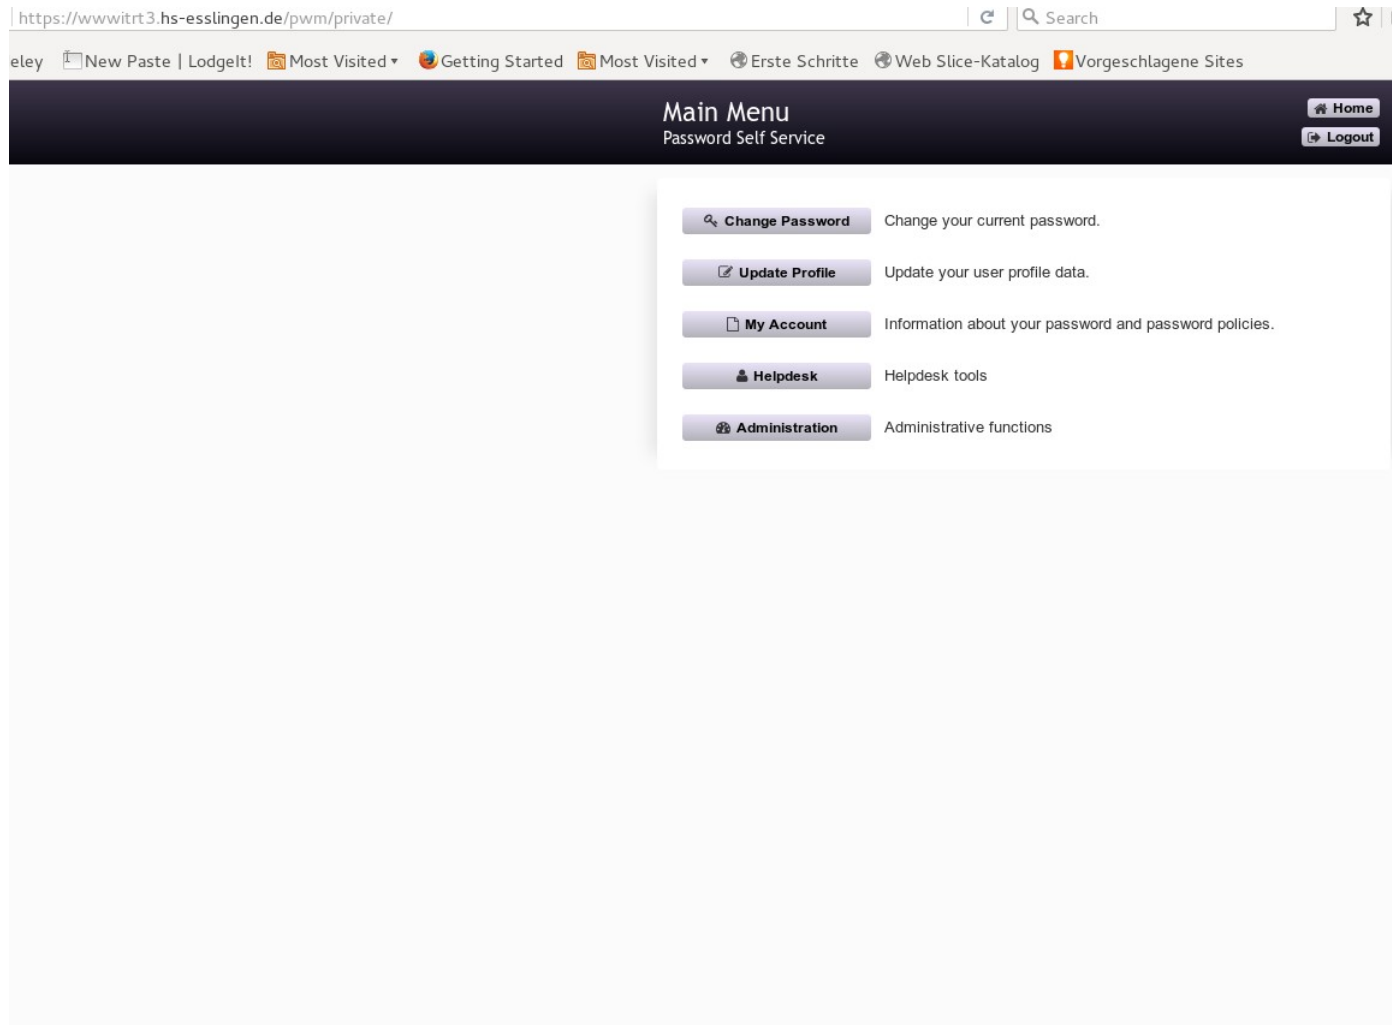 https://wwwitrt3.hs-esslingen.de/pwm/private/ Search
eley New Paste | Lodgelt! Most Visited Getting Started Most Visited Erste Schritte Web Slice-Katalog Vorgeschlagene Sites
Main Menu
Password Self Service
Home
Logout
Change Password Change your current password.
Update Profile Update your user profile data.
My Account Information about your password and password policies.
Helpdesk Helpdesk tools
Administration Administrative functions